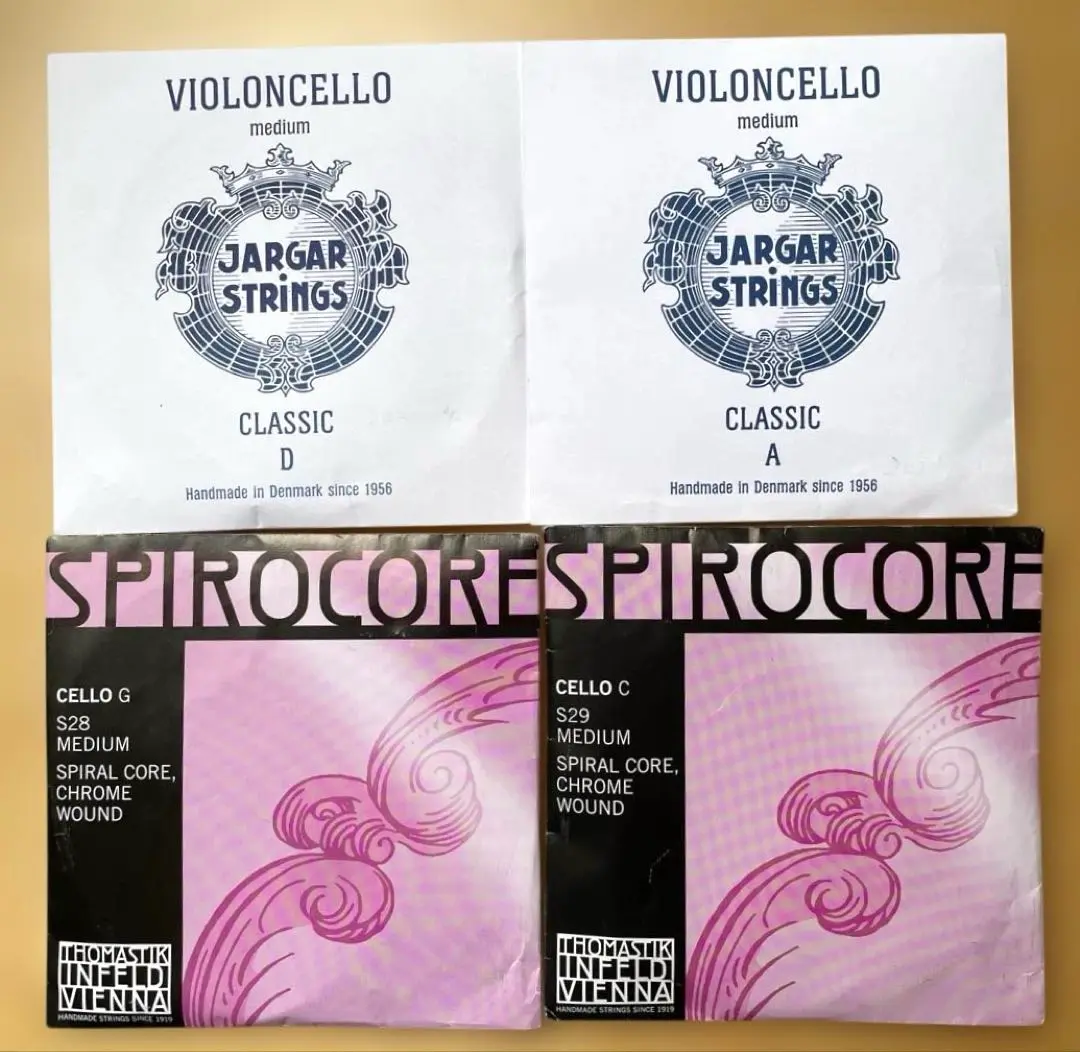 VIOLONCELLO
medium
JARGAR
STRINGS
CLASSIC
D
Handmade in Denmark since 1956
VIOLONCELLO
medium
JARGAR
STRINGS
CLASSIC
A
Handmade in Denmark since 1956
SPIROCORE
CELLO G
S28
MEDIUM
SPIRAL CORE,
CHROME
WOUND
THOMASTIK
INFELD
VIENNA
HANDMADE STRINGS SINCE 1919
SPIROCORE
CELLO C
S29
MEDIUM
SPIRAL CORE,
CHROME
WOUND
THOMASTIK
INFELD
VIENNA
HANDMADE STRINGS SINCE 1919